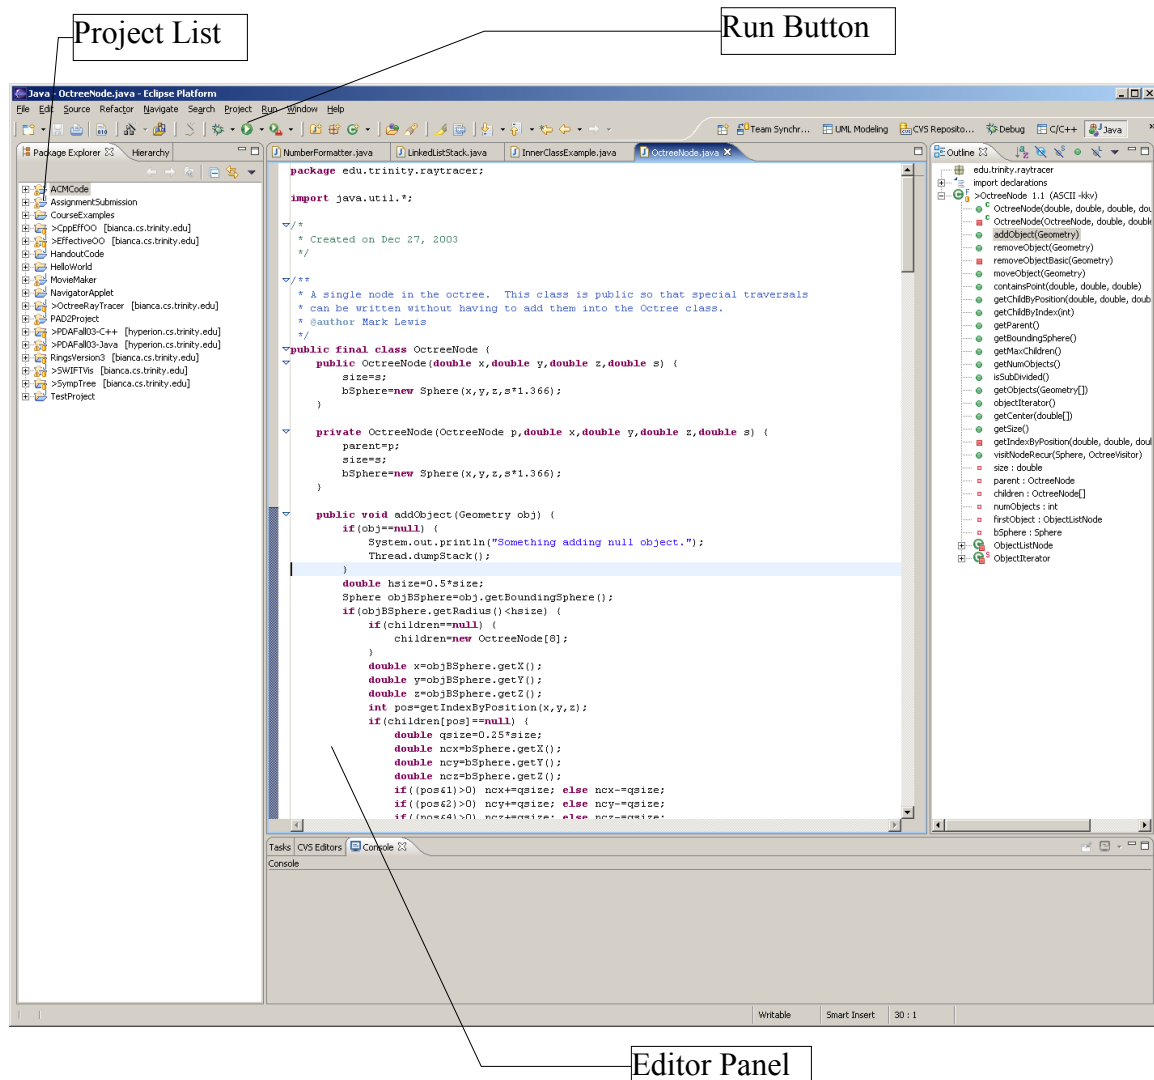 Project List
Run Button
Java - OctreeNode.java - Eclipse Platform
File Edit Source Refactor Navigate Search Project Run Window Help
Team Synchr... UML Modeling CVS Reposito... Debug C/C++ Java
Package Explorer Hierarchy
ACMCode
AssignmentSubmission
CourseExamples
>CppEffOO [bianca.cs.trinity.edu]
>EffectiveOO [bianca.cs.trinity.edu]
HandoutCode
HelloWorld
MovieMaker
NavigatorApplet
>OctreeRayTracer [bianca.cs.trinity.edu]
PAD2Project
>PDAFall03-C++ [hyperion.cs.trinity.edu]
>PDAFall03-Java [hyperion.cs.trinity.edu]
RingsVersion3 [bianca.cs.trinity.edu]
>SWIFTVis [bianca.cs.trinity.edu]
>SympTree [bianca.cs.trinity.edu]
TestProject
NumberFormatter.java LinkedListStack.java InnerClassExample.java OctreeNode.java
package edu.trinity.raytracer;
import java.util.*;
/*
* Created on Dec 27, 2003
*/
/**
* A single node in the octree. This class is public so that special traversals
* can be written without having to add them into the Octree class.
* @author Mark Lewis
*/
public final class OctreeNode {
public OctreeNode(double x,double y,double z,double s) {
size=s;
bSphere=new Sphere(x,y,z,s*1.366);
}
private OctreeNode(OctreeNode p,double x,double y,double z,double s) {
parent=p;
size=s;
bSphere=new Sphere(x,y,z,s*1.366);
}
public void addObject(Geometry obj) {
if(obj==null) {
System.out.println("Something adding null object.");
Thread.dumpStack();
}
double hsize=0.5*size;
Sphere objBSphere=obj.getBoundingSphere();
if(objBSphere.getRadius()<hsize) {
if(children==null) {
children=new OctreeNode[8];
}
double x=objBSphere.getX();
double y=objBSphere.getY();
double z=objBSphere.getZ();
int pos=getIndexByPosition(x,y,z);
if(children[pos]==null) {
double qsize=0.25*size;
double ncx=bSphere.getX();
double ncy=bSphere.getY();
double ncz=bSphere.getZ();
if((pos&1)>0) ncx+=qsize; else ncx-=qsize;
if((pos&2)>0) ncy+=qsize; else ncy-=qsize;
if((pos&4)>0) ncz+=qsize; else ncz-=qsize;
Outline
edu.trinity.raytracer
import declarations
>OctreeNode 1.1 (ASCII -kkv)
OctreeNode(double, double, double, dou
OctreeNode(OctreeNode, double, double
addObject(Geometry)
removeObject(Geometry)
removeObjectBasic(Geometry)
moveObject(Geometry)
containsPoint(double, double, double)
getChildByPosition(double, double, doub
getChildByIndex(int)
getParent()
getBoundingSphere()
getMaxChildren()
getNumObjects()
isSubDivided()
getObjects(Geometry[])
objectIterator()
getCenter(double[])
getSize()
getIndexByPosition(double, double, doul
visitNodeRecur(Sphere, OctreeVisitor)
size : double
parent : OctreeNode
children : OctreeNode[]
numObjects : int
firstObject : ObjectListNode
bSphere : Sphere
ObjectListNode
ObjectIterator
Tasks CVS Editors Console
Console
Writable Smart Insert 30 : 1
Editor Panel